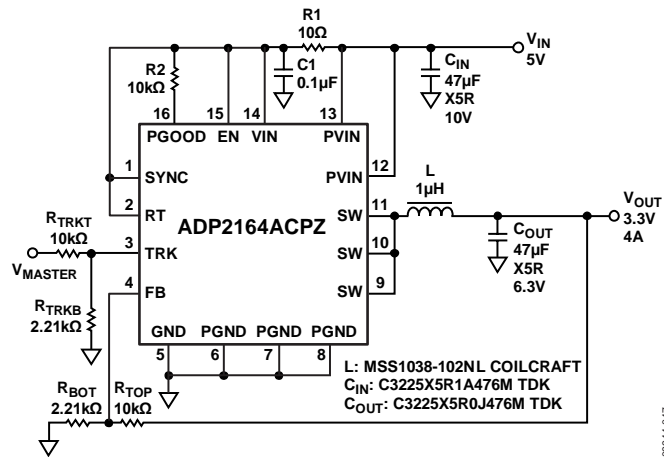 R1
10Ω
VIN
5V
R2
10kΩ
C1
0.1µF
CIN
47µF
X5R
10V
16
15
14
13
PGOOD
EN
VIN
PVIN
1
SYNC
PVIN
12
2
RT
L
1µH
SW
11
VOUT
3.3V
4A
ADP2164ACPZ
RTRKT
10kΩ
3
TRK
SW
10
COUT
47µF
X5R
6.3V
VMASTER
4
FB
SW
9
RTRKB
2.21kΩ
GND
PGND
PGND
PGND
5
6
7
8
L: MSS1038-102NL COILCRAFT
CIN: C3225X5R1A476M TDK
COUT: C3225X5R0J476M TDK
RBOT
2.21kΩ
RTOP
10kΩ